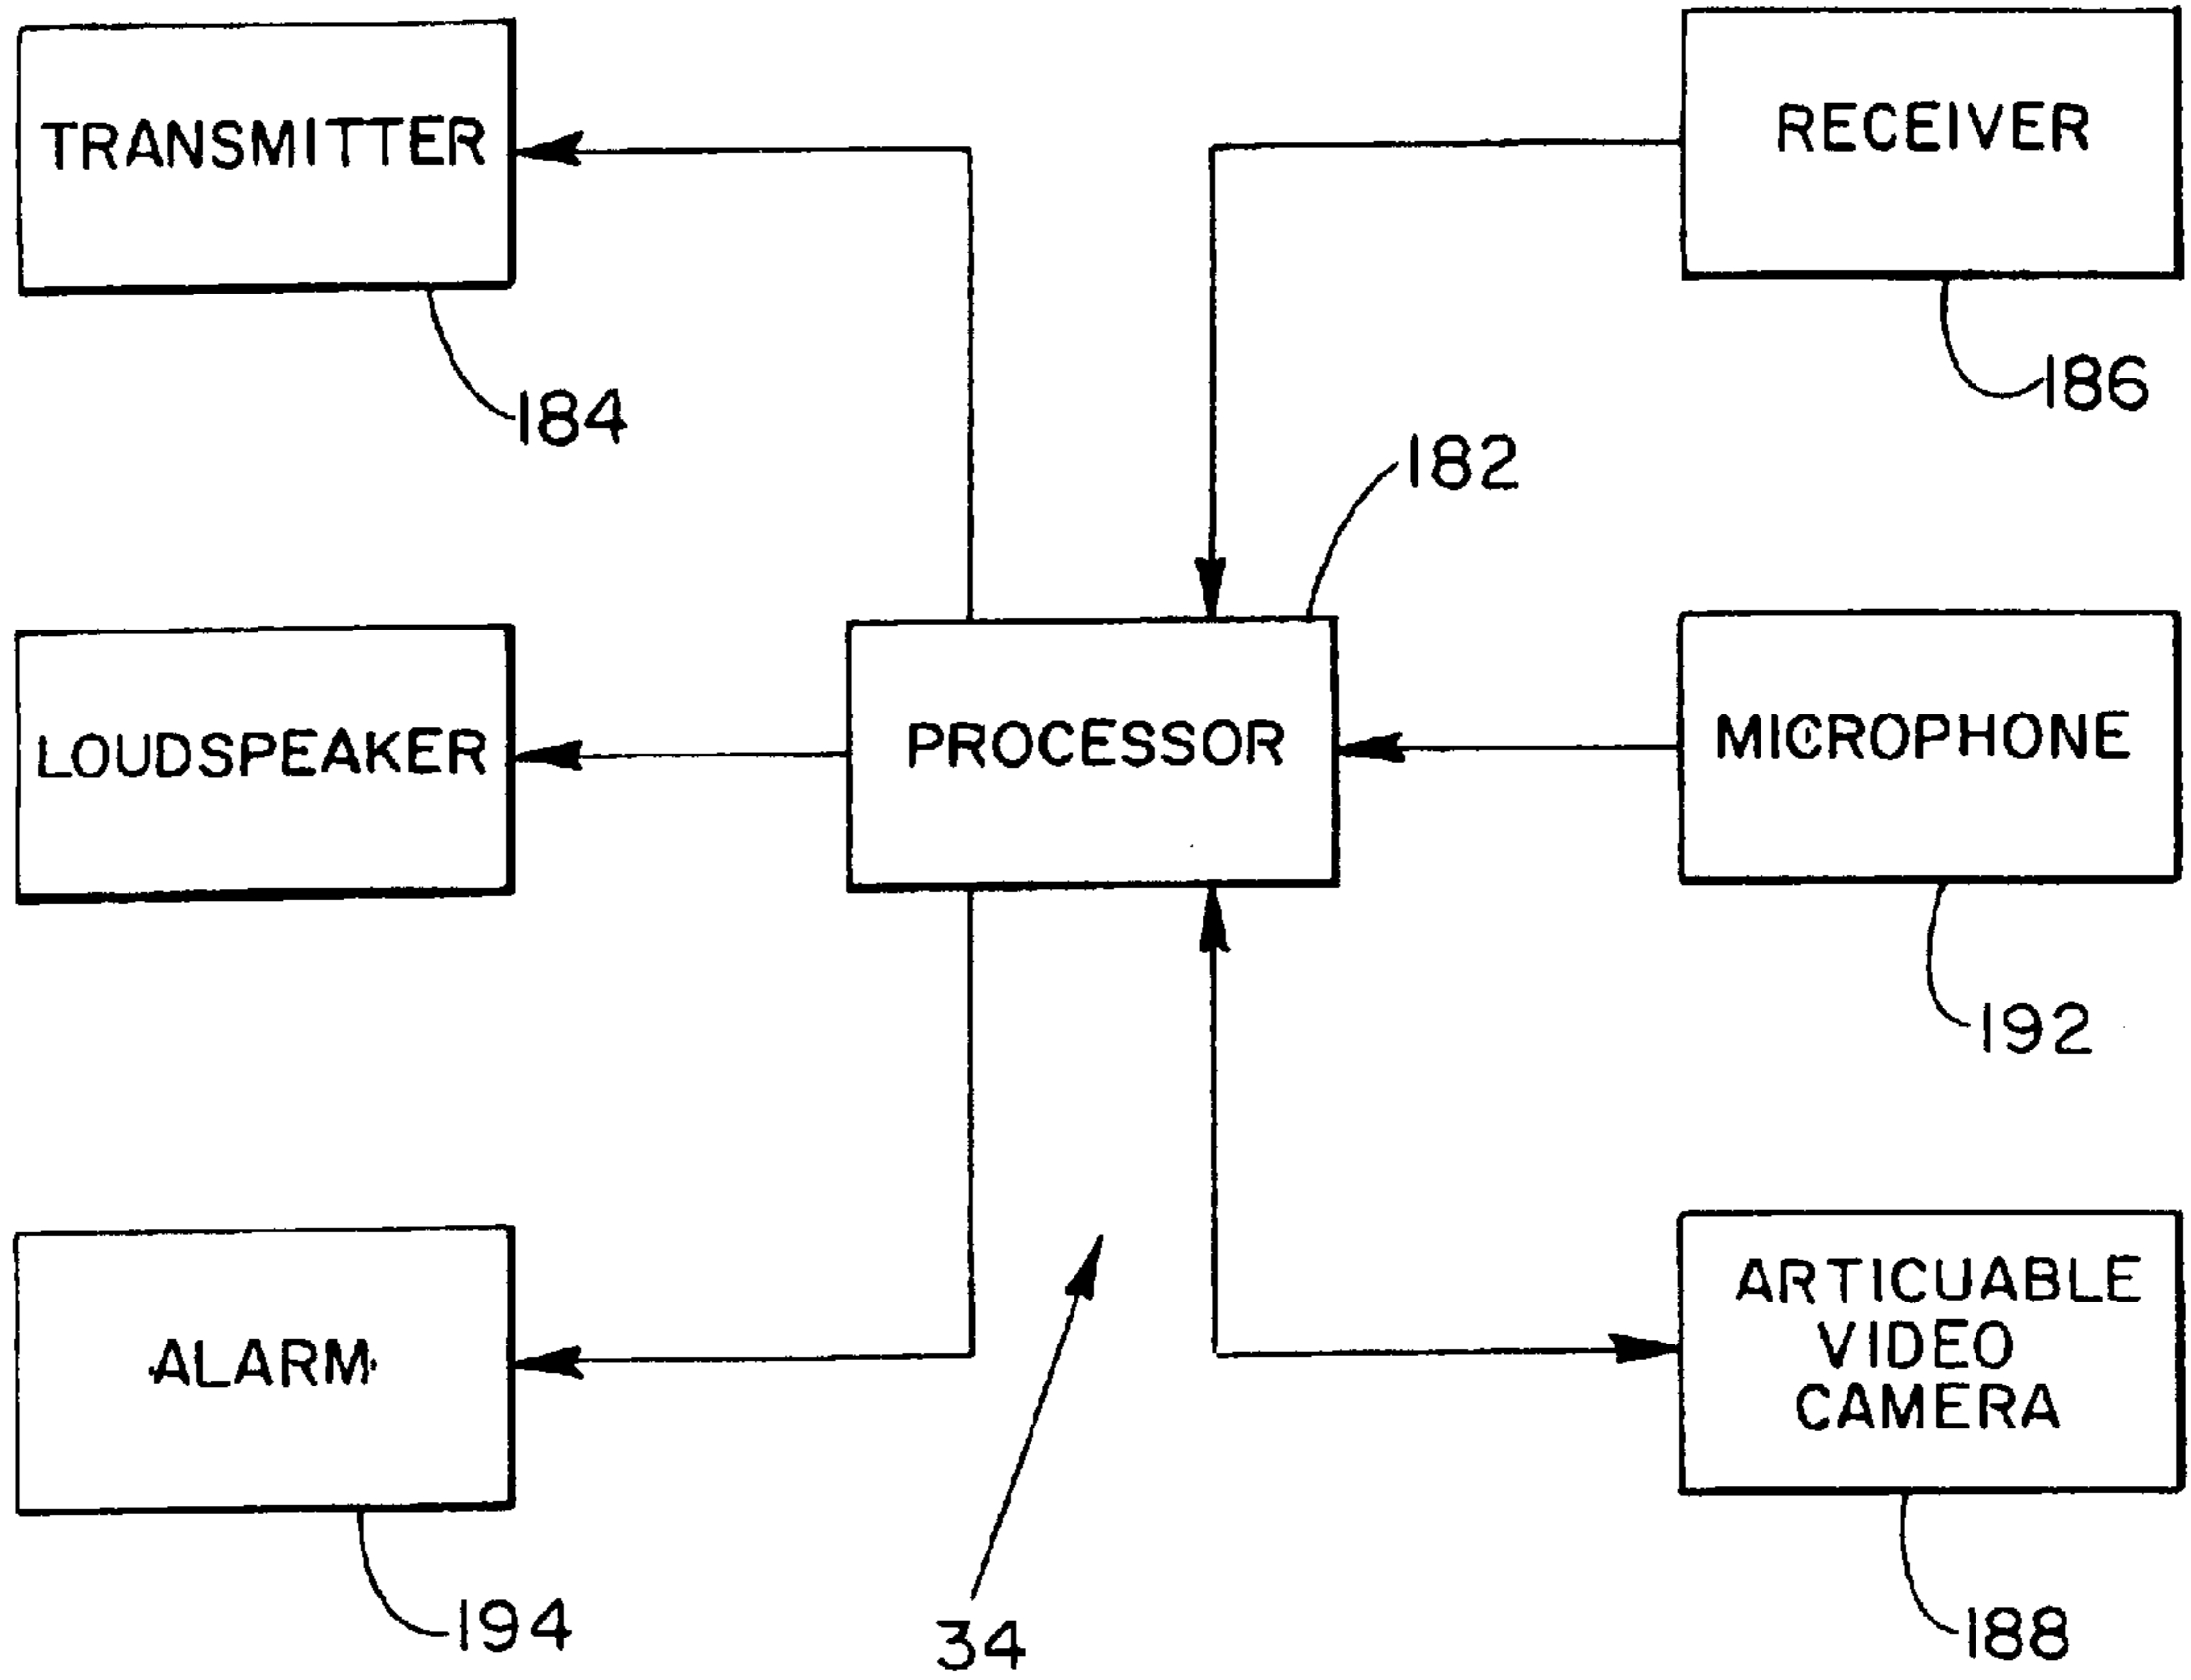 TRANSMITTER
RECEIVER
184
186
182
LOUDSPEAKER
PROCESSOR
MICROPHONE
192
ALARM
ARTICUABLE
VIDEO
CAMERA
194
34
188